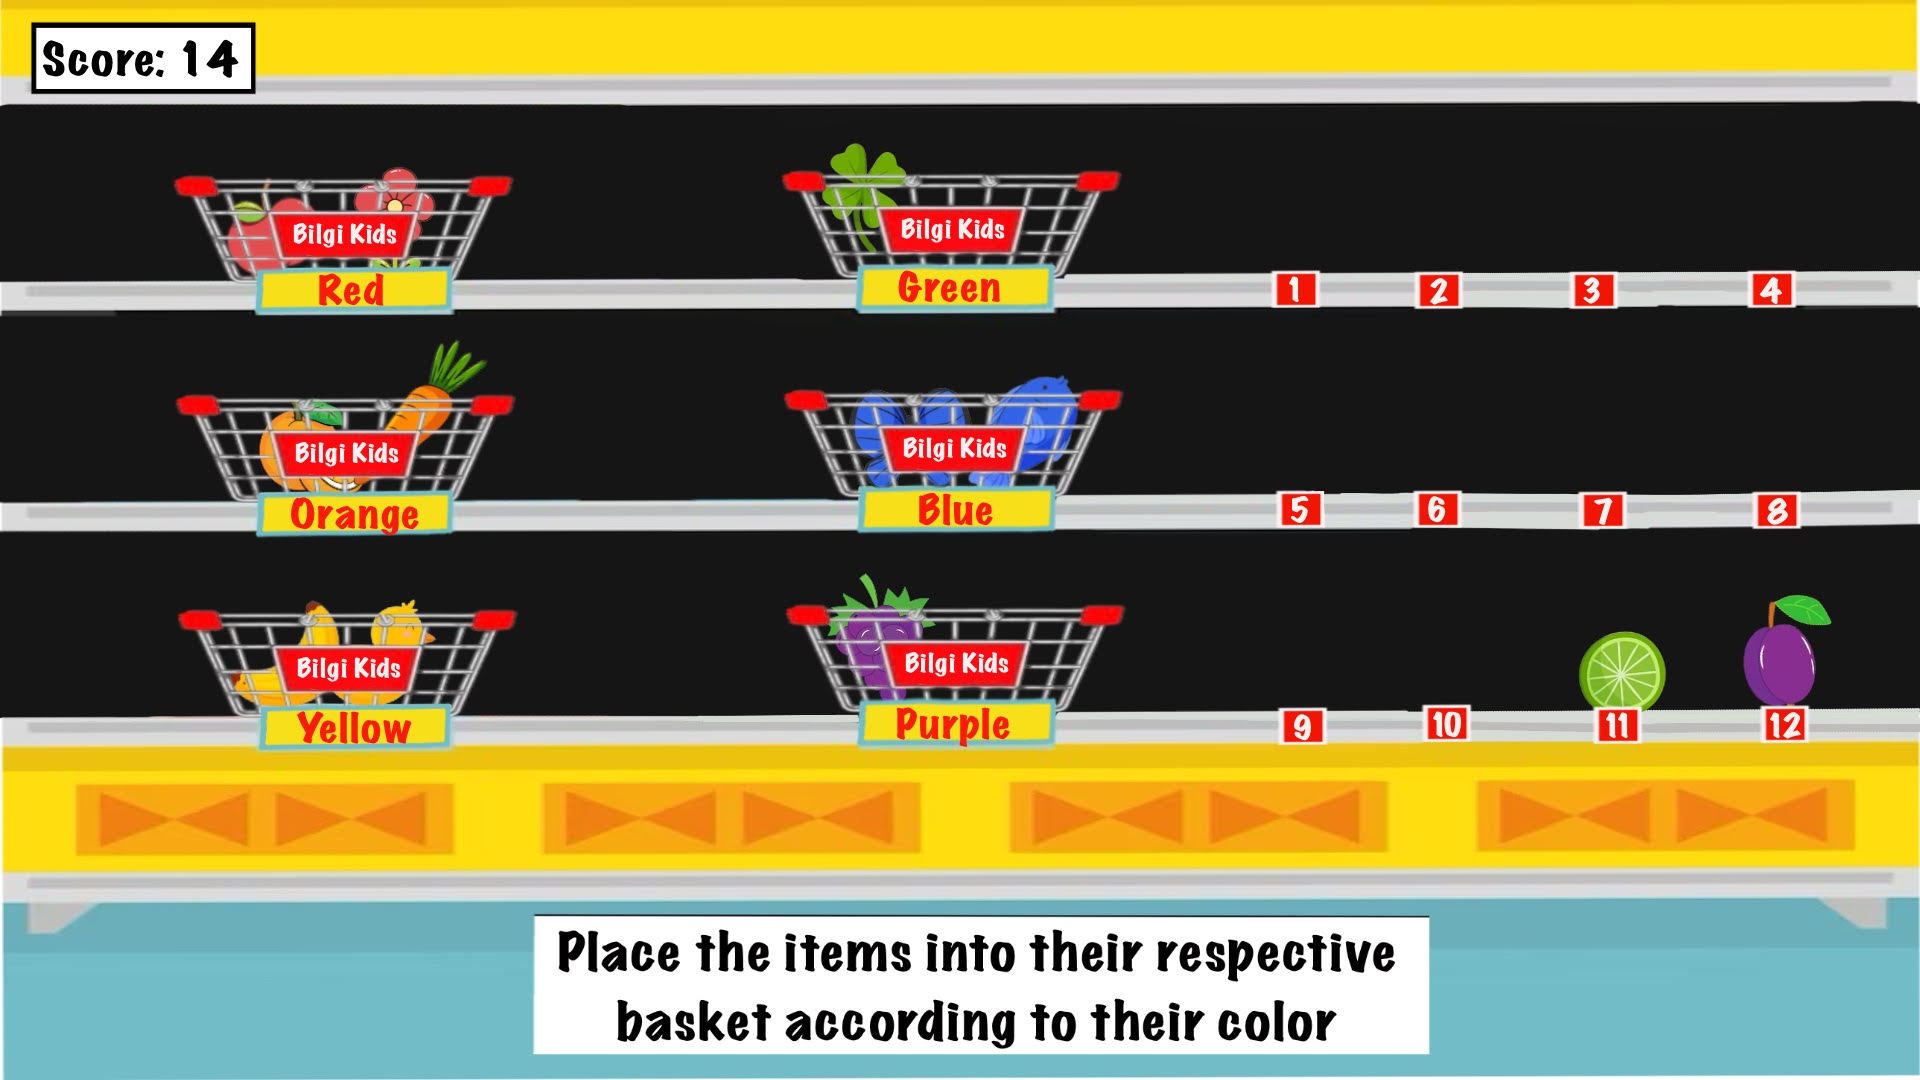 Score: 14
Bilgi Kids
Red
Bilgi Kids
Green
1
2
3
4
Bilgi Kids
Orange
Bilgi Kids
Blue
5
6
7
8
Bilgi Kids
Yellow
Bilgi Kids
Purple
9
10
11
12
Place the items into their respective
basket according to their color